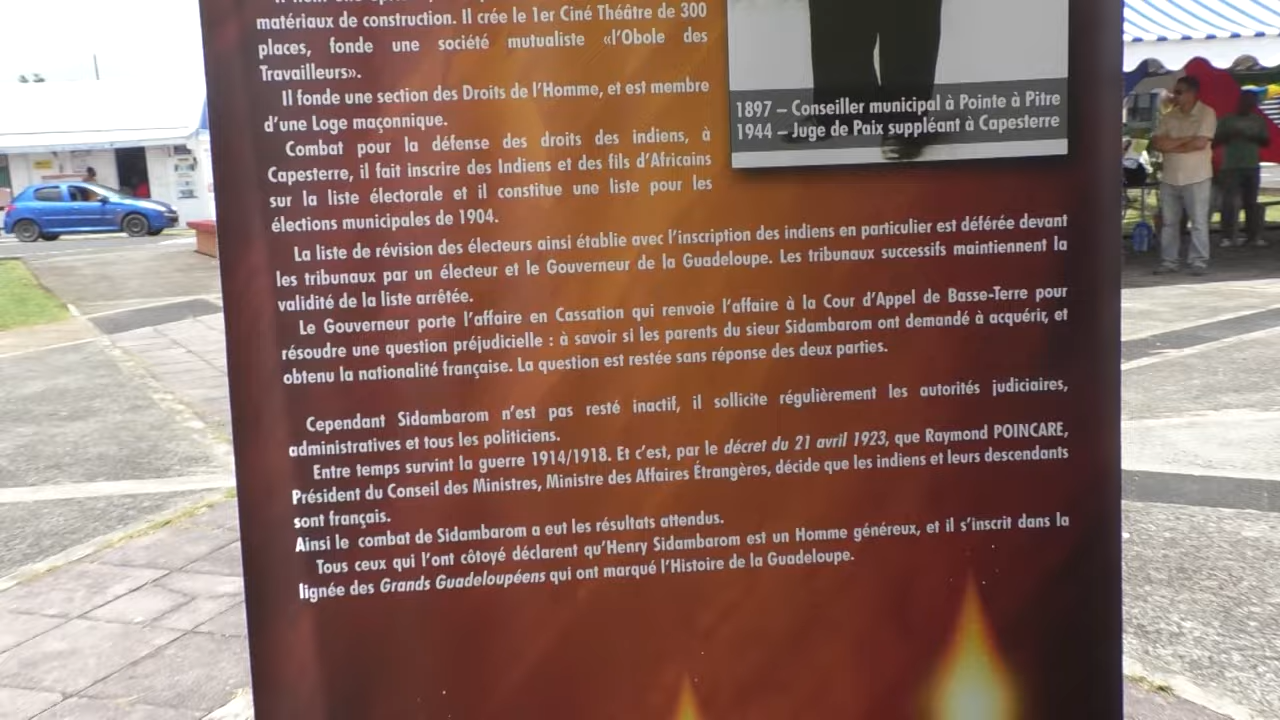 matériaux de construction. Il crée le 1er Ciné Théâtre de 300
places, fonde une société mutualiste «l'Obole des
Travailleurs».
Il fonde une section des Droits de l'Homme, et est membre
d'une Loge maçonnique.
Combat pour la défense des droits des indiens, à
Capesterre, il fait inscrire des Indiens et des fils d'Africains
sur la liste électorale et il constitue une liste pour les
élections municipales de 1904.
1897 – Conseiller municipal à Pointe à Pitre
1944 – Juge de Paix suppléant à Capesterre
La liste de révision des électeurs ainsi établie avec l'inscription des indiens en particulier est déférée devant
les tribunaux par un électeur et le Gouverneur de la Guadeloupe. Les tribunaux successifs maintiennent la
validité de la liste arrêtée.
Le Gouverneur porte l'affaire en Cassation qui renvoie l'affaire à la Cour d'Appel de Basse-Terre pour
résoudre une question préjudicielle : à savoir si les parents du sieur Sidambarom ont demandé à acquérir, et
obtenu la nationalité française. La question est restée sans réponse des deux parties.
Cependant Sidambarom n'est pas resté inactif, il sollicite régulièrement les autorités judiciaires,
administratives et tous les politiciens.
Entre temps survint la guerre 1914/1918. Et c'est, par le décret du 21 avril 1923, que Raymond POINCARE,
Président du Conseil des Ministres, Ministre des Affaires Étrangères, décide que les indiens et leurs descendants
sont français.
Ainsi le combat de Sidambarom a eut les résultats attendus.
Tous ceux qui l'ont côtoyé déclarent qu'Henry Sidambarom est un Homme généreux, et il s'inscrit dans la
lignée des Grands Guadeloupéens qui ont marqué l'Histoire de la Guadeloupe.